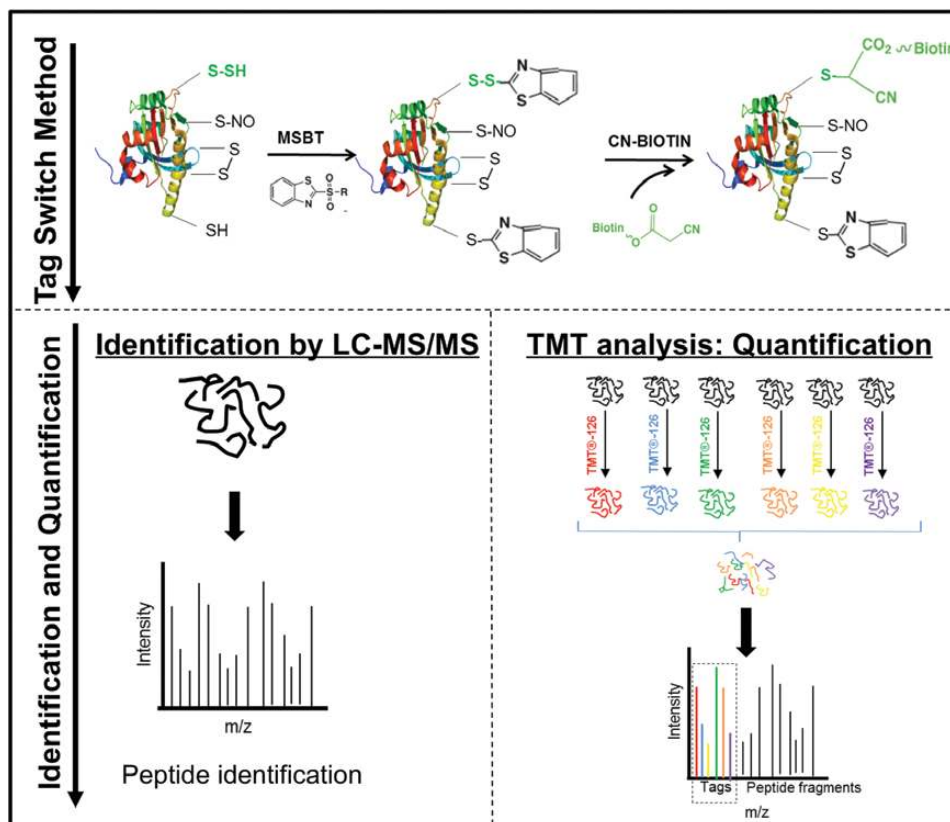 Tag Switch Method
S-SH
S-NO
S
S
SH
MSBT
S
N
O
S-R
O
S-S
N
S
S-NO
S
S
S
N
S
CN-BIOTIN
Biotin
O
O
CN
CO2 Biotin
S
CN
S-NO
S
S
S
N
S
Identification and Quantification
Identification by LC-MS/MS
Intensity
m/z
Peptide identification
TMT analysis: Quantification
TMT®-126
TMT®-126
TMT®-126
TMT®-126
TMT®-126
TMT®-126
Intensity
Tags
Peptide fragments
m/z